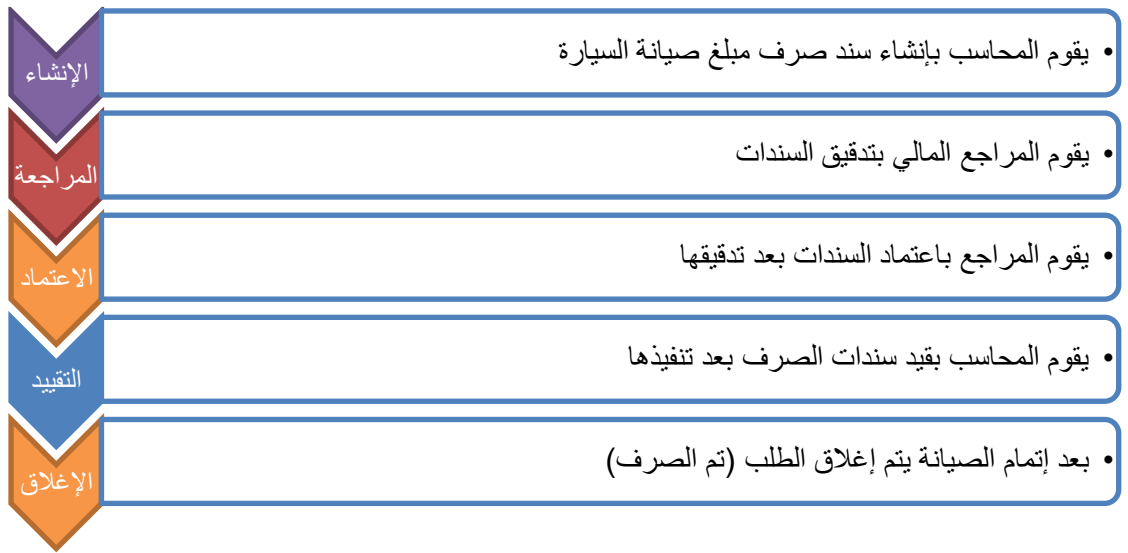 الإنشاء
• يقوم المحاسب بإنشاء سند صرف مبلغ صيانة السيارة
المراجعة
• يقوم المراجع المالي بتدقيق السندات
الاعتماد
• يقوم المراجع باعتماد السندات بعد تدقيقها
التقييد
• يقوم المحاسب بقيد سندات الصرف بعد تنفيذها
الإغلاق
• بعد إتمام الصيانة يتم إغلاق الطلب (تم الصرف)